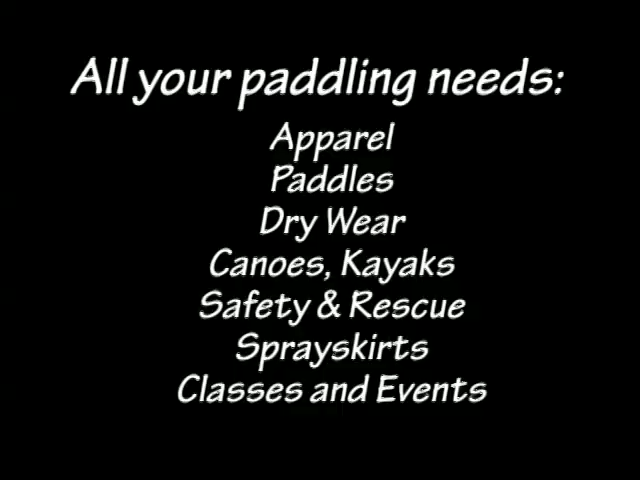 All your paddling needs:
Apparel
Paddles
Dry Wear
Canoes, Kayaks
Safety & Rescue
Sprayskirts
Classes and Events